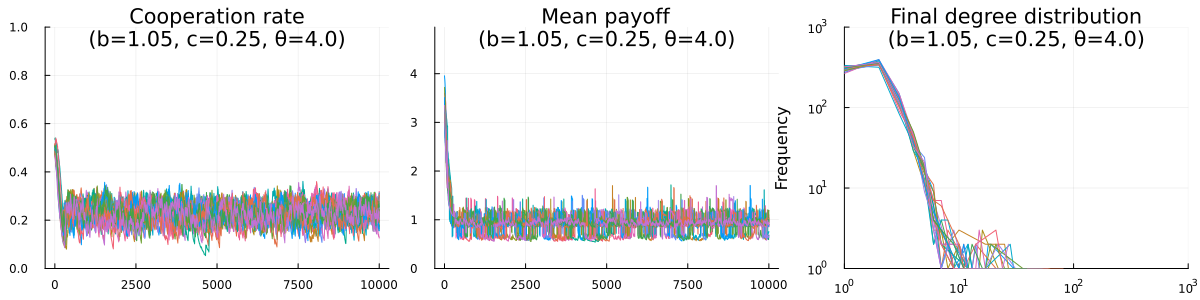 Cooperation rate
(b=1.05, c=0.25, θ=4.0)
1.0
0.8
0.6
0.4
0.2
0.0
0 2500 5000 7500 10000
Mean payoff
(b=1.05, c=0.25, θ=4.0)
4
3
2
1
0
0 2500 5000 7500 10000
Final degree distribution
(b=1.05, c=0.25, θ=4.0)
Frequency
10³
10²
10¹
10⁰
10⁰ 10¹ 10² 10³